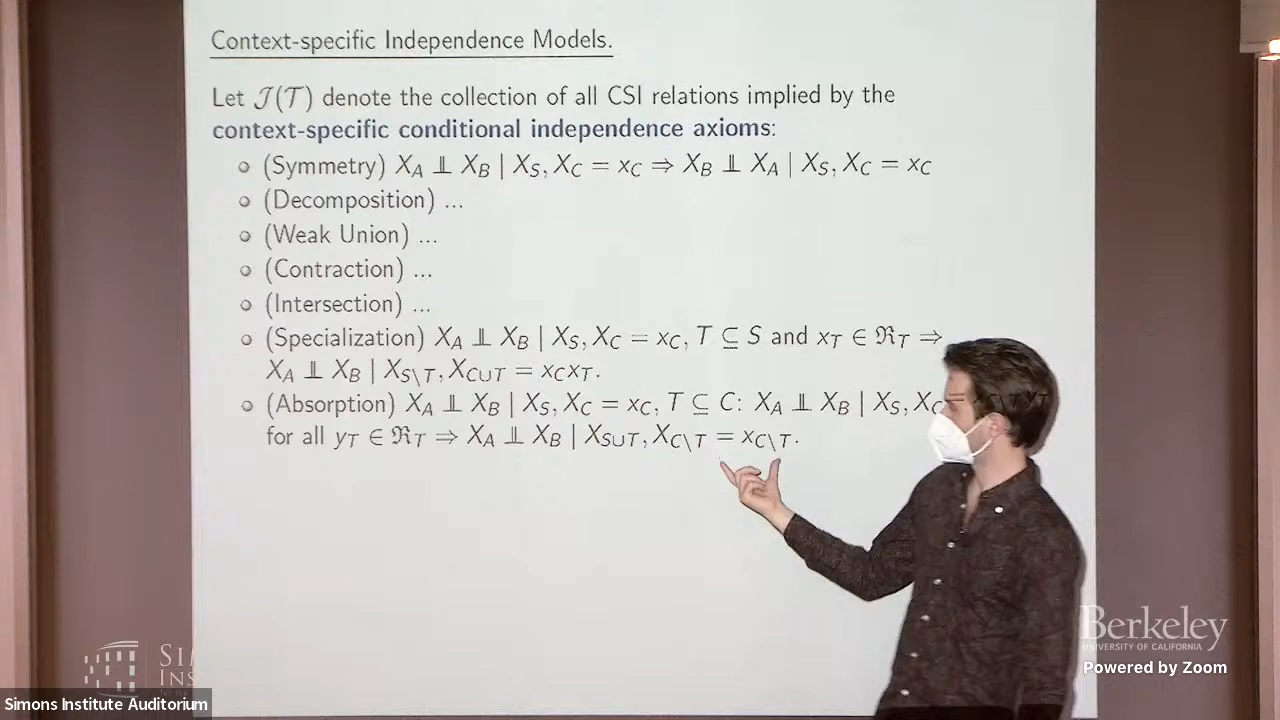 Context-specific Independence Models.
Let 𝒥(𝒯) denote the collection of all CSI relations implied by the
context-specific conditional independence axioms:
(Symmetry) X_A ⫫ X_B | X_S, X_C = x_C ⇒ X_B ⫫ X_A | X_S, X_C = x_C
(Decomposition) ...
(Weak Union) ...
(Contraction) ...
(Intersection) ...
(Specialization) X_A ⫫ X_B | X_S, X_C = x_C, T ⊆ S and x_T ∈ ℜ_T ⇒
X_A ⫫ X_B | X_{S\T}, X_{C∪T} = x_C x_T.
(Absorption) X_A ⫫ X_B | X_S, X_C = x_C, T ⊆ C: X_A ⫫ X_B | X_S, X_C = x_{C\T} y_T
for all y_T ∈ ℜ_T ⇒ X_A ⫫ X_B | X_{S∪T}, X_{C\T} = x_{C\T}.
Berkeley
UNIVERSITY OF CALIFORNIA
Powered by Zoom
Simons Institute Auditorium